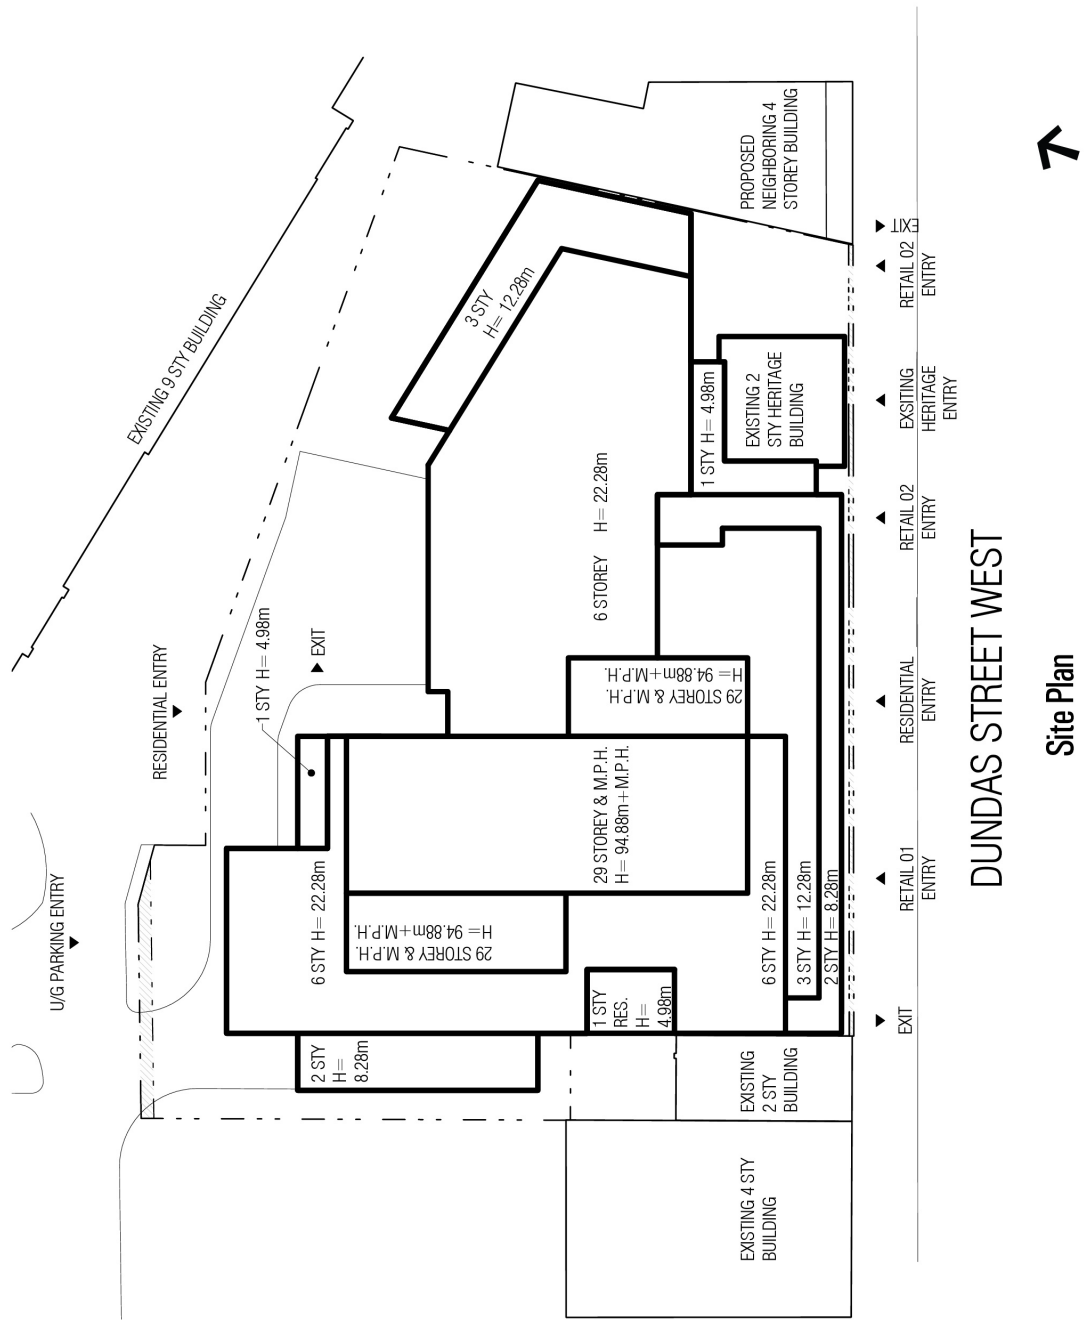 EXISTING 9 STY BUILDING
PROPOSED
NEIGHBORING 4
STOREY BUILDING
3 STY
H= 12.28m
EXIT
RETAIL 02
ENTRY
EXISTING 2
STY HERITAGE
BUILDING
1 STY H= 4.98m
EXSITING
HERITAGE
ENTRY
6 STOREY H= 22.28m
RETAIL 02
ENTRY
RESIDENTIAL ENTRY
1 STY H= 4.98m
EXIT
29 STOREY & M.P.H.
H= 94.88m+M.P.H.
RESIDENTIAL
ENTRY
29 STOREY & M.P.H.
H= 94.88m+M.P.H.
U/G PARKING ENTRY
6 STY H= 22.28m
29 STOREY & M.P.H.
H= 94.88m+M.P.H.
6 STY H= 22.28m
3 STY H= 12.28m
2 STY H= 8.28m
RETAIL 01
ENTRY
1 STY
RES.
H=
4.98m
2 STY
H=
8.28m
EXIT
EXISTING
2 STY
BUILDING
EXISTING 4 STY
BUILDING
DUNDAS STREET WEST
Site Plan